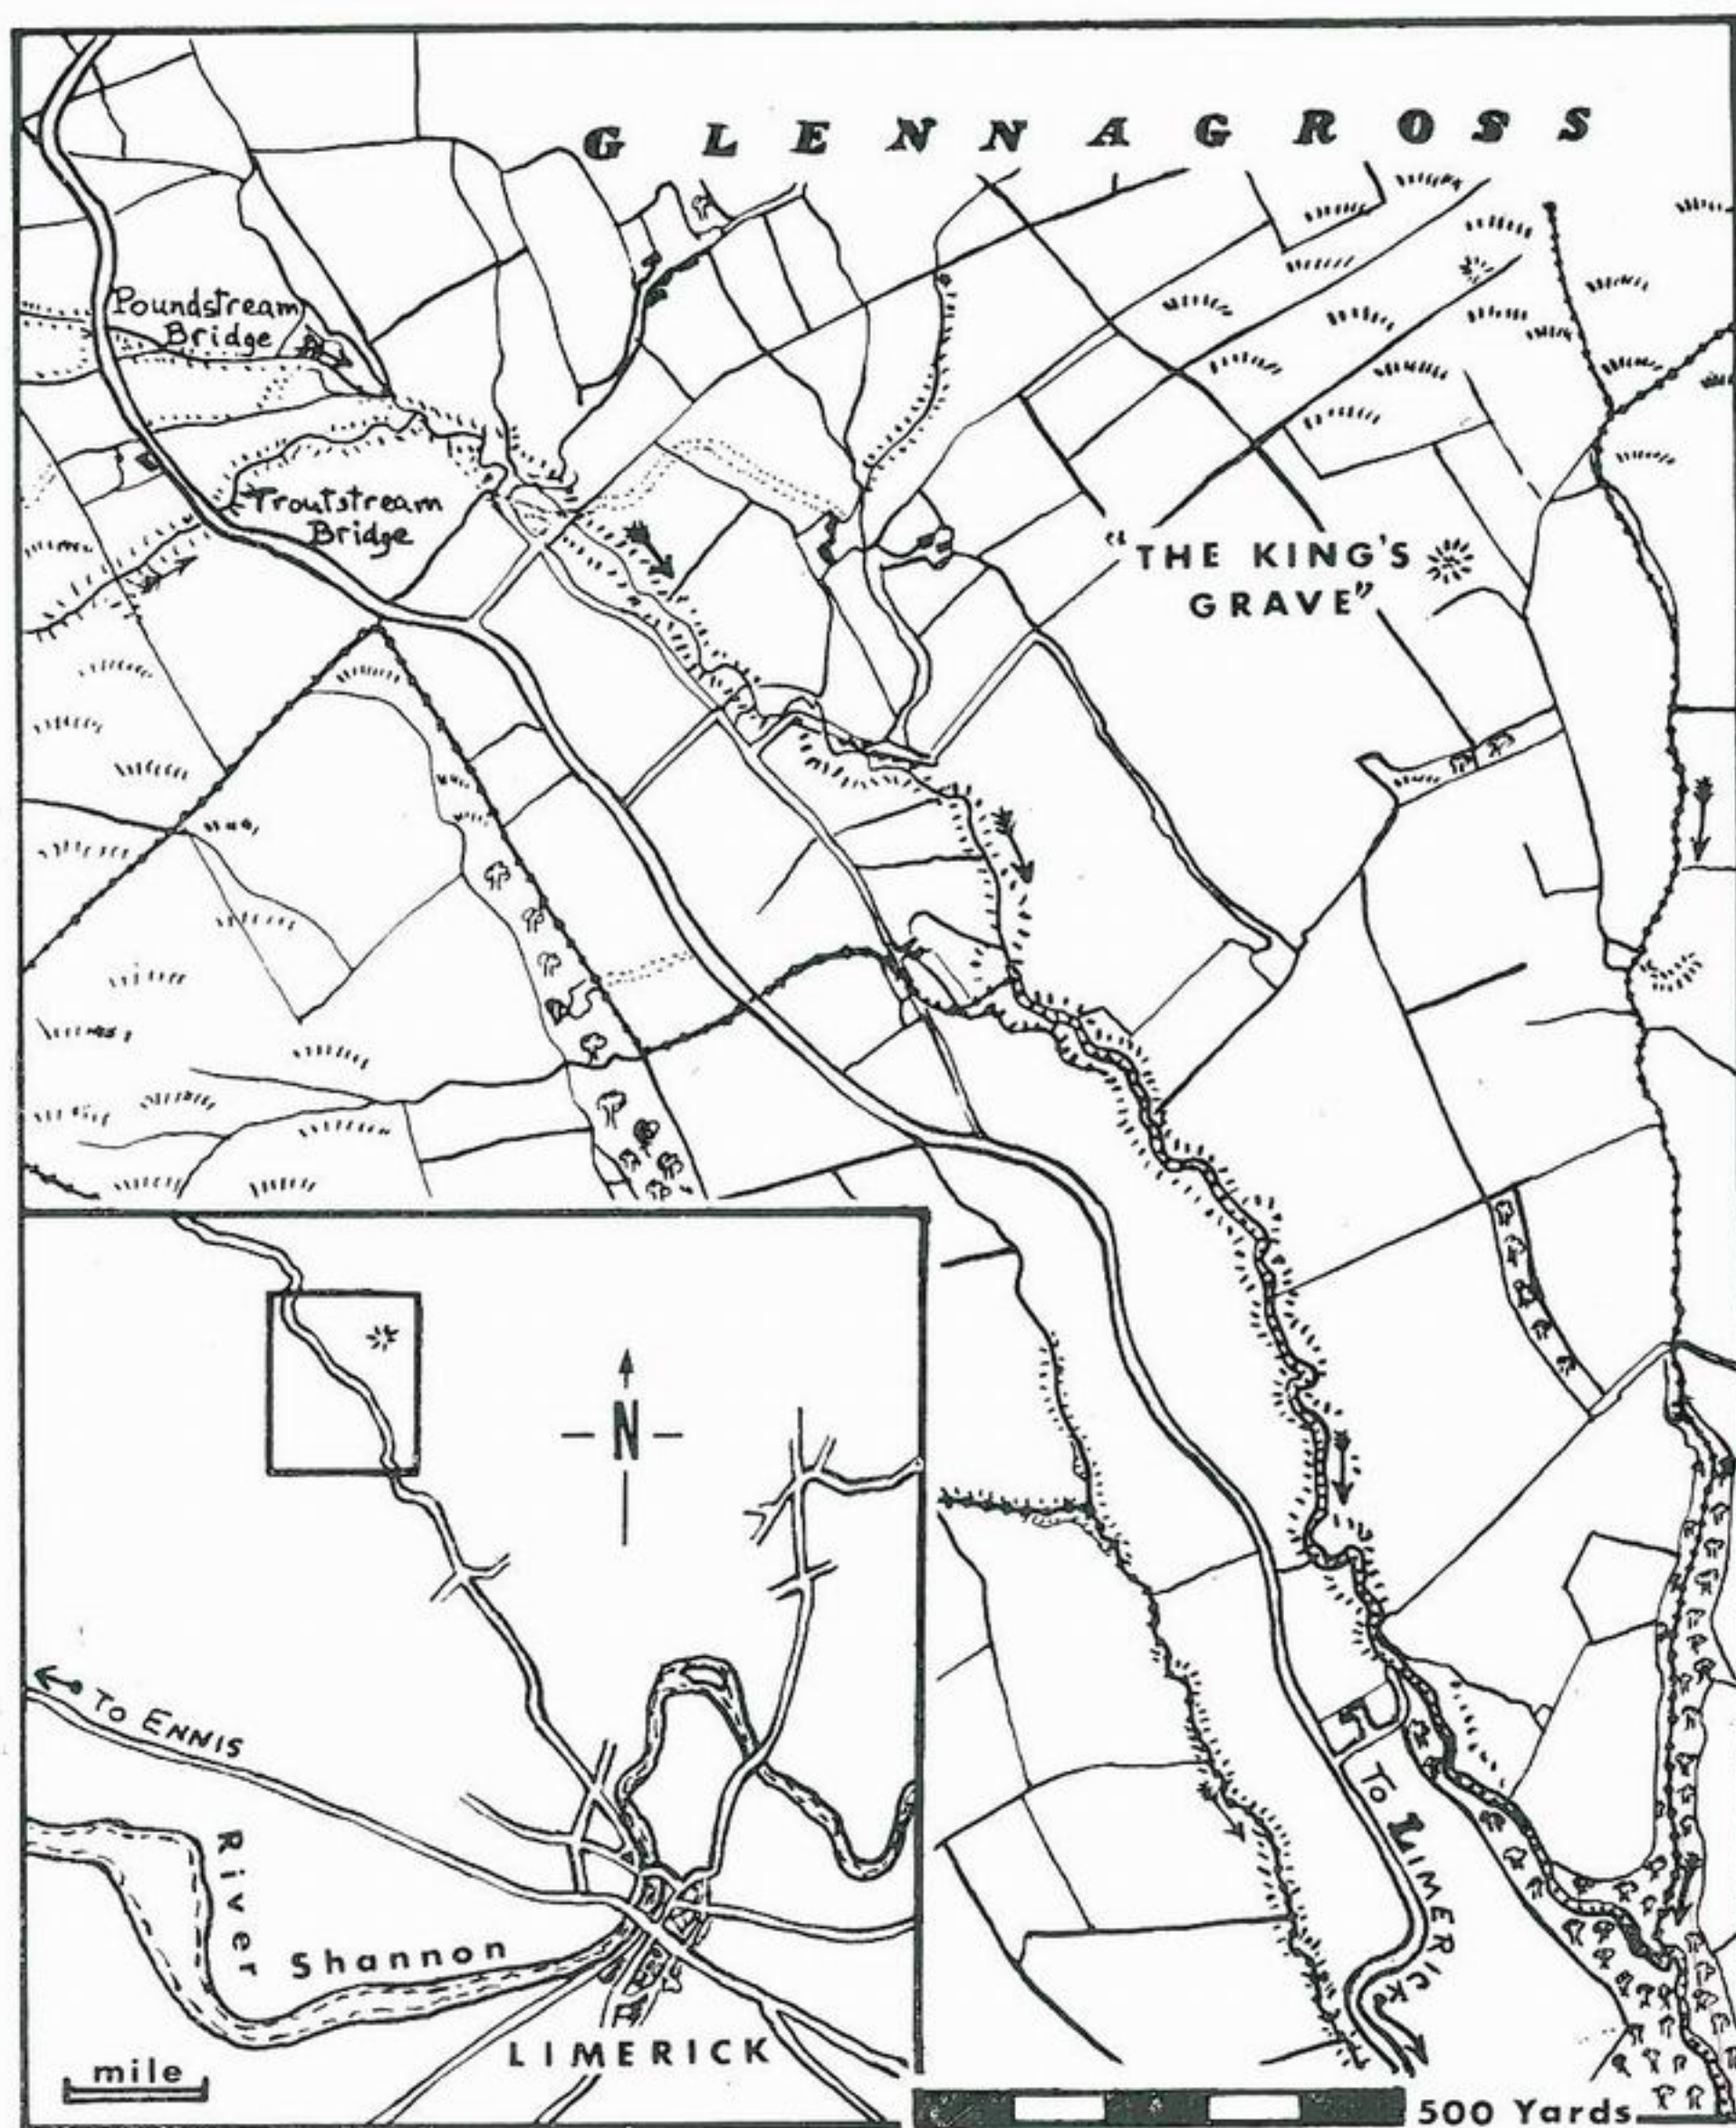 GLENNAGROSS
Poundstream
Bridge
Troutstream
Bridge
"THE KING'S
GRAVE"
N
To ENNIS
River Shannon
LIMERICK
mile
To LIMERICK
500 Yards